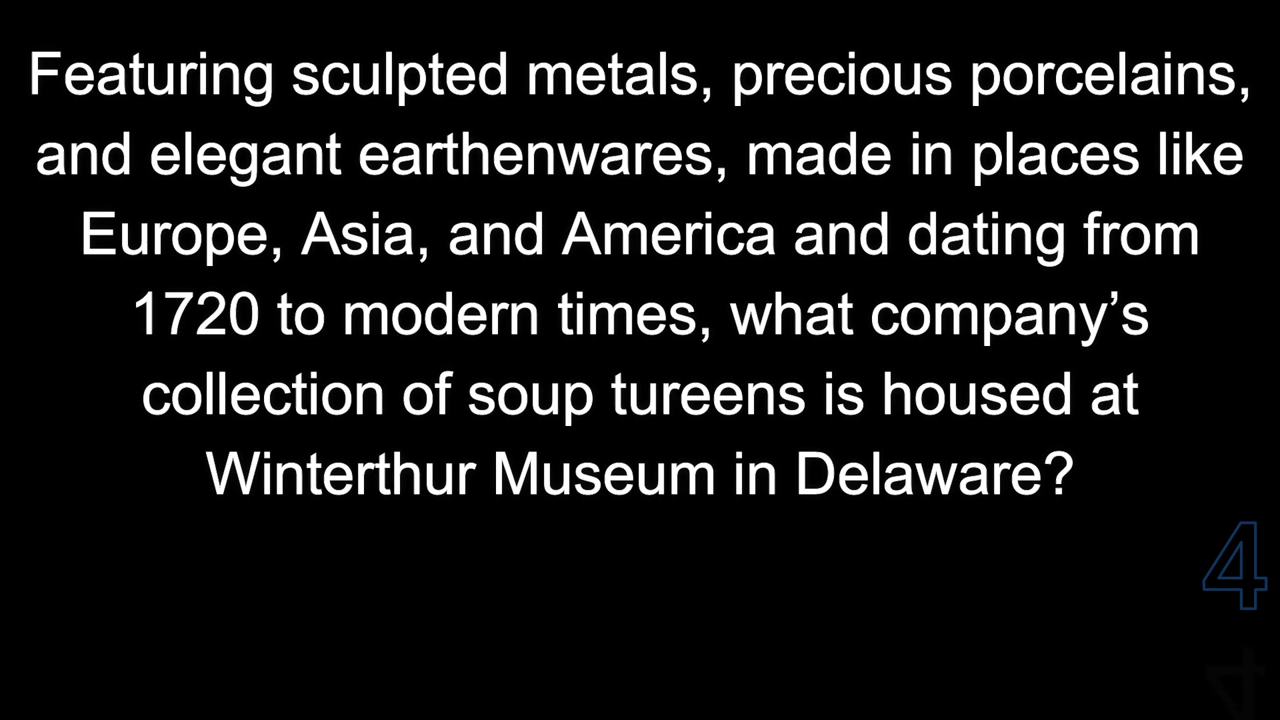 Featuring sculpted metals, precious porcelains,
and elegant earthenwares, made in places like
Europe, Asia, and America and dating from
1720 to modern times, what company’s
collection of soup tureens is housed at
Winterthur Museum in Delaware?
4